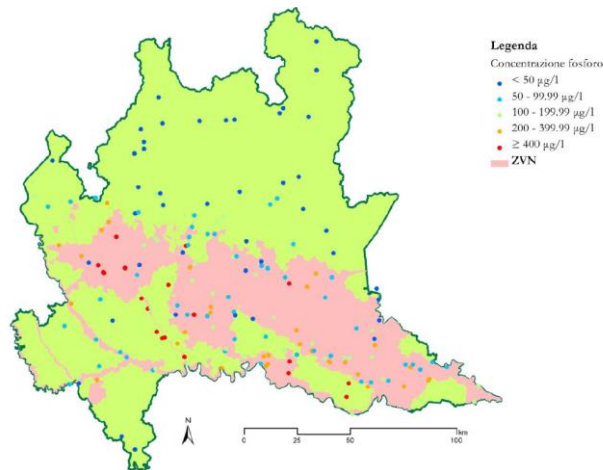 Legenda
Concentrazione fosforo
< 50 µg/l
50 - 99.99 µg/l
100 - 199.99 µg/l
200 - 399.99 µg/l
≥ 400 µg/l
ZVN
N
0 25 50 100
km